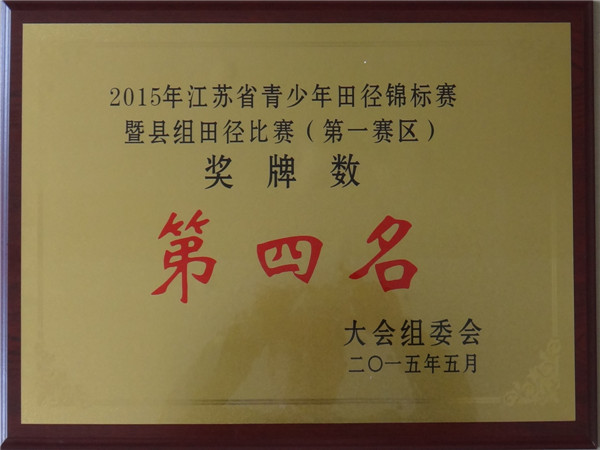 2015年江苏省青少年田径锦标赛
暨县组田径比赛（第一赛区）
奖牌数
第四名
大会组委会
二〇一五年五月